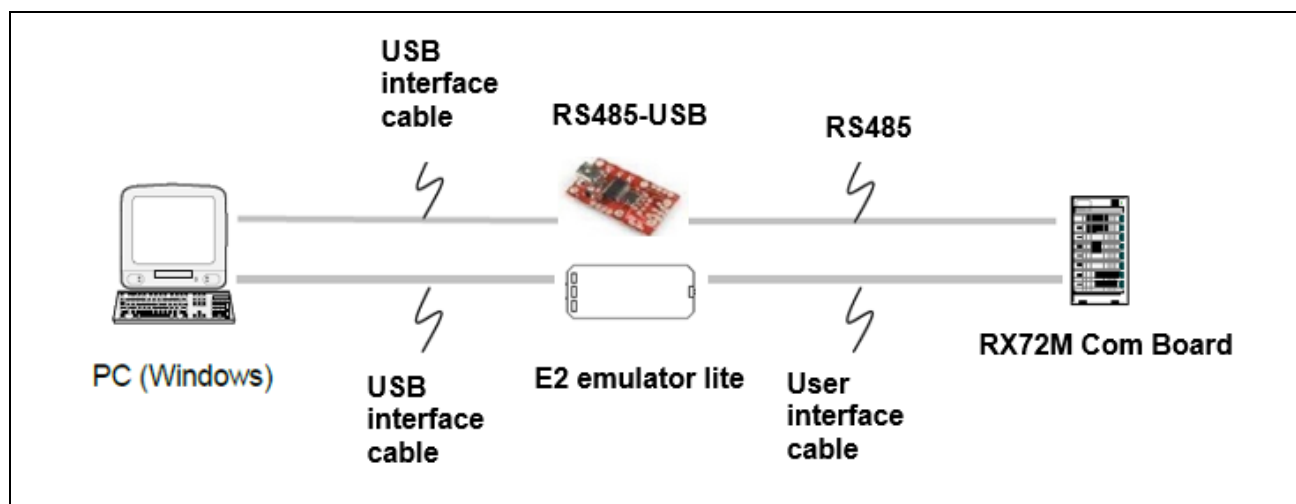 USB
interface
cable
RS485-USB
RS485
PC (Windows)
E2 emulator lite
RX72M Com Board
USB
interface
cable
User
interface
cable